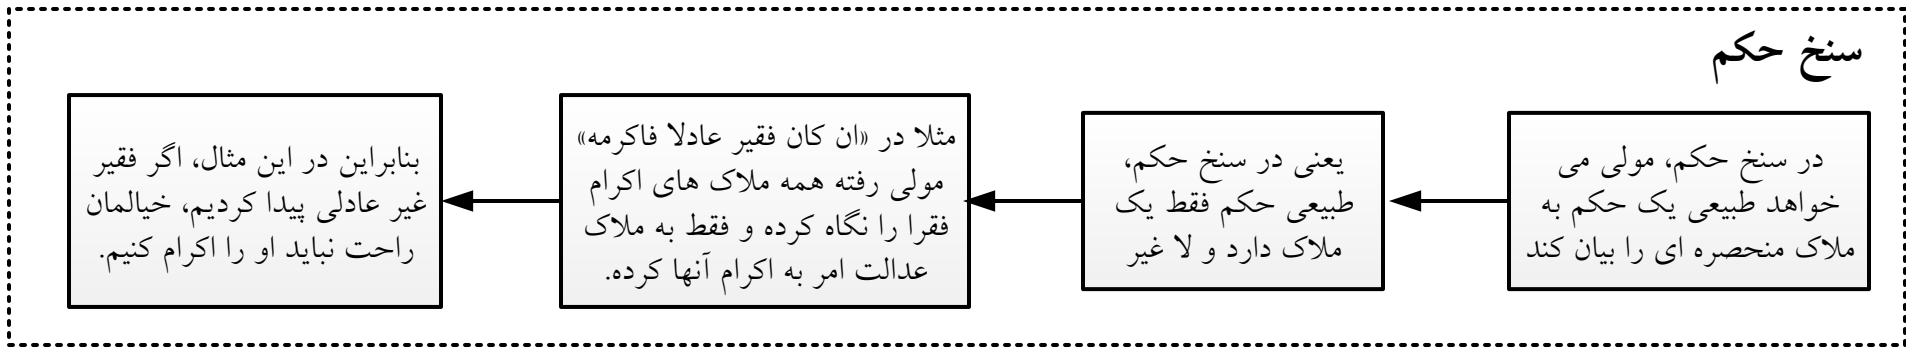 سنخ حکم
در سنخ حکم، مولی می
خواهد طبیعی یک حکم به
ملاک منحصره ای را بیان کند
یعنی در سنخ حکم،
طبیعی حکم فقط یک
ملاک دارد و لا غیر
مثلا در «ان کان فقیر عادلا فاکرمه»
مولی رفته همه ملاک های اکرام
فقرا را نگاه کرده و فقط به ملاک
عدالت امر به اکرام آنها کرده.
بنابراین در این مثال، اگر فقیر
غیر عادلی پیدا کردیم، خیالمان
راحت نباید او را اکرام کنیم.